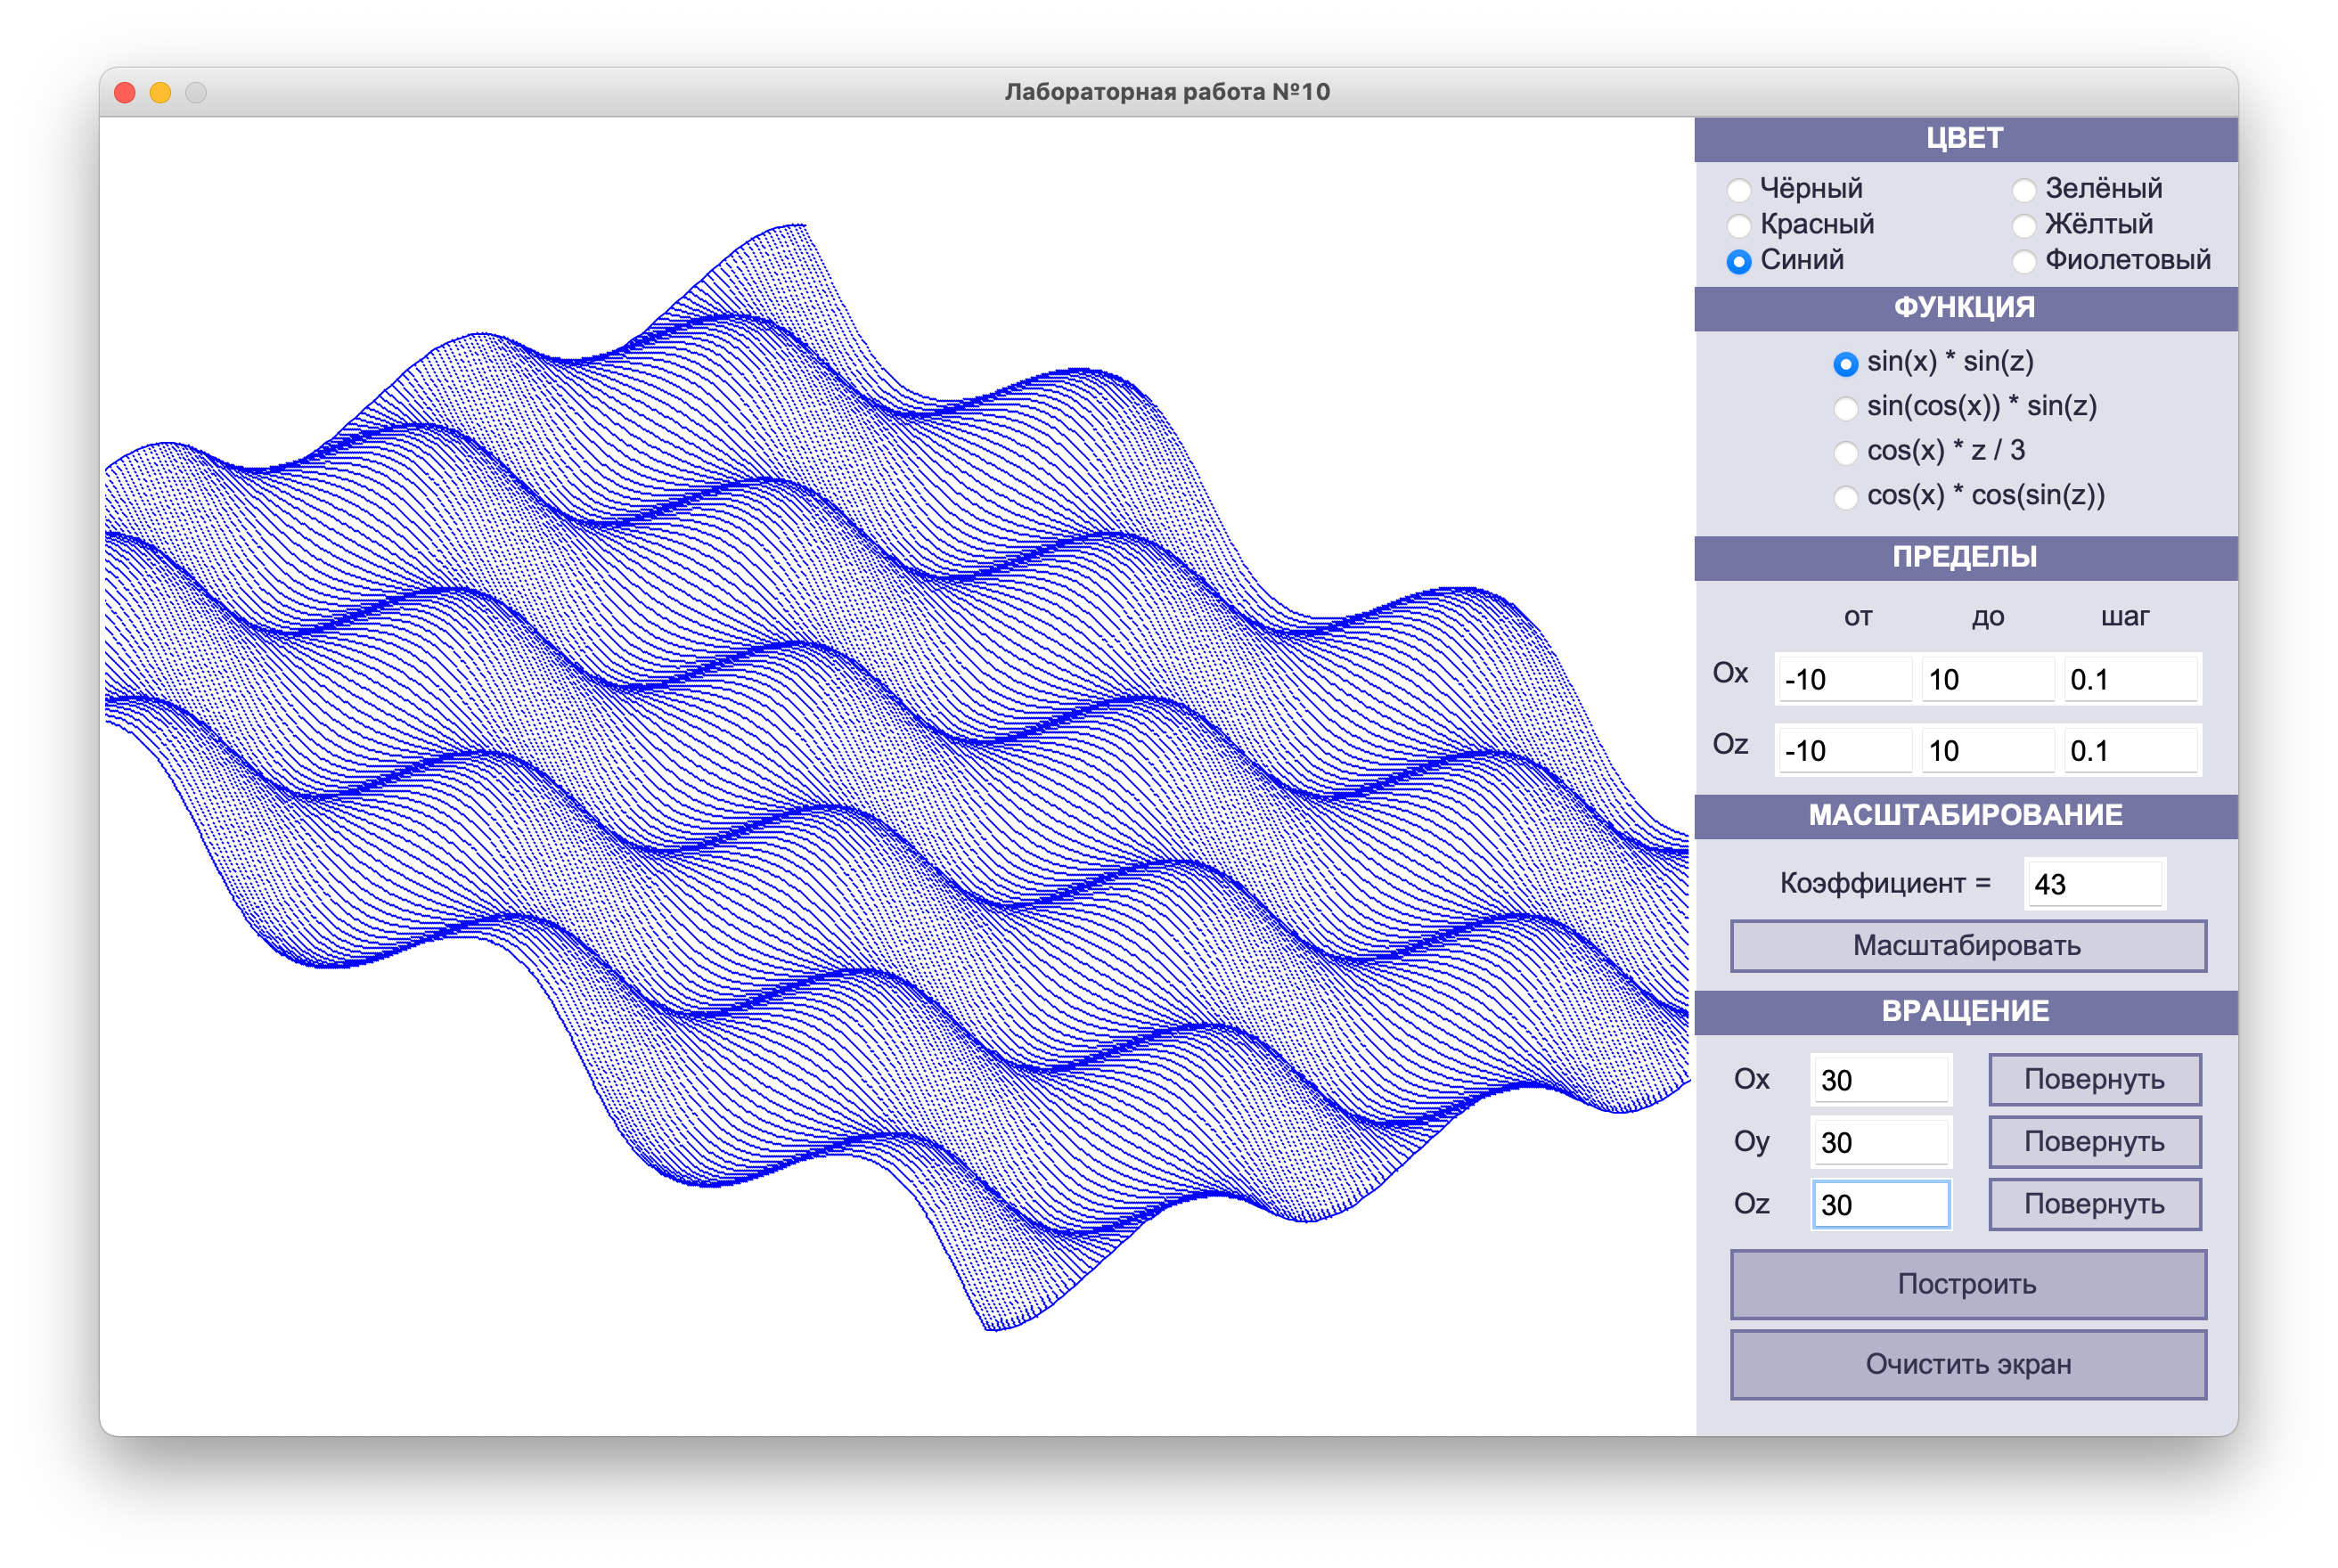 Лабораторная работа №10
ЦВЕТ
Чёрный Зелёный
Красный Жёлтый
Синий Фиолетовый
ФУНКЦИЯ
sin(x) * sin(z)
sin(cos(x)) * sin(z)
cos(x) * z / 3
cos(x) * cos(sin(z))
ПРЕДЕЛЫ
от до шаг
Ox -10 10 0.1
Oz -10 10 0.1
МАСШТАБИРОВАНИЕ
Коэффициент = 43
Масштабировать
ВРАЩЕНИЕ
Ox 30 Повернуть
Oy 30 Повернуть
Oz 30 Повернуть
Построить
Очистить экран